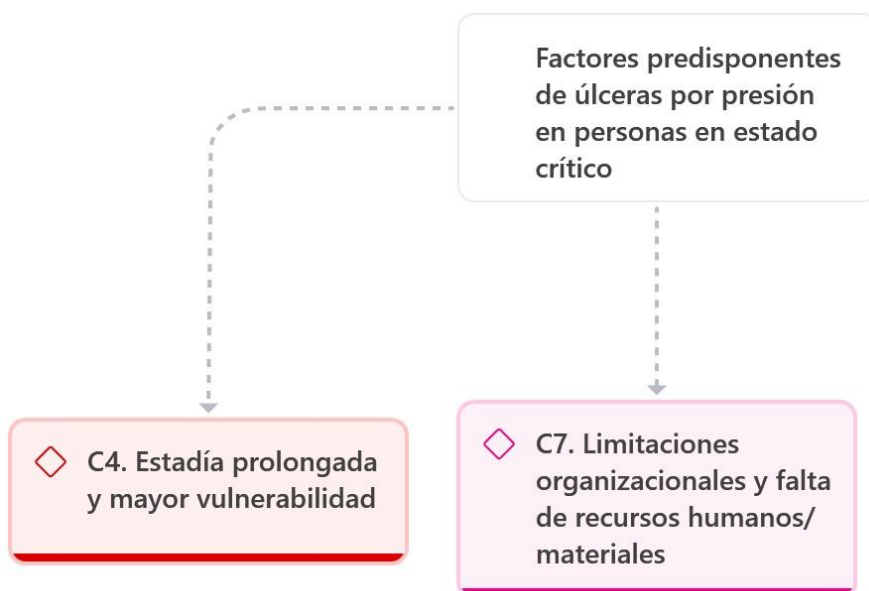 Factores predisponentes
de úlceras por presión
en personas en estado
crítico
C4. Estadía prolongada
y mayor vulnerabilidad
C7. Limitaciones
organizacionales y falta
de recursos humanos/
materiales